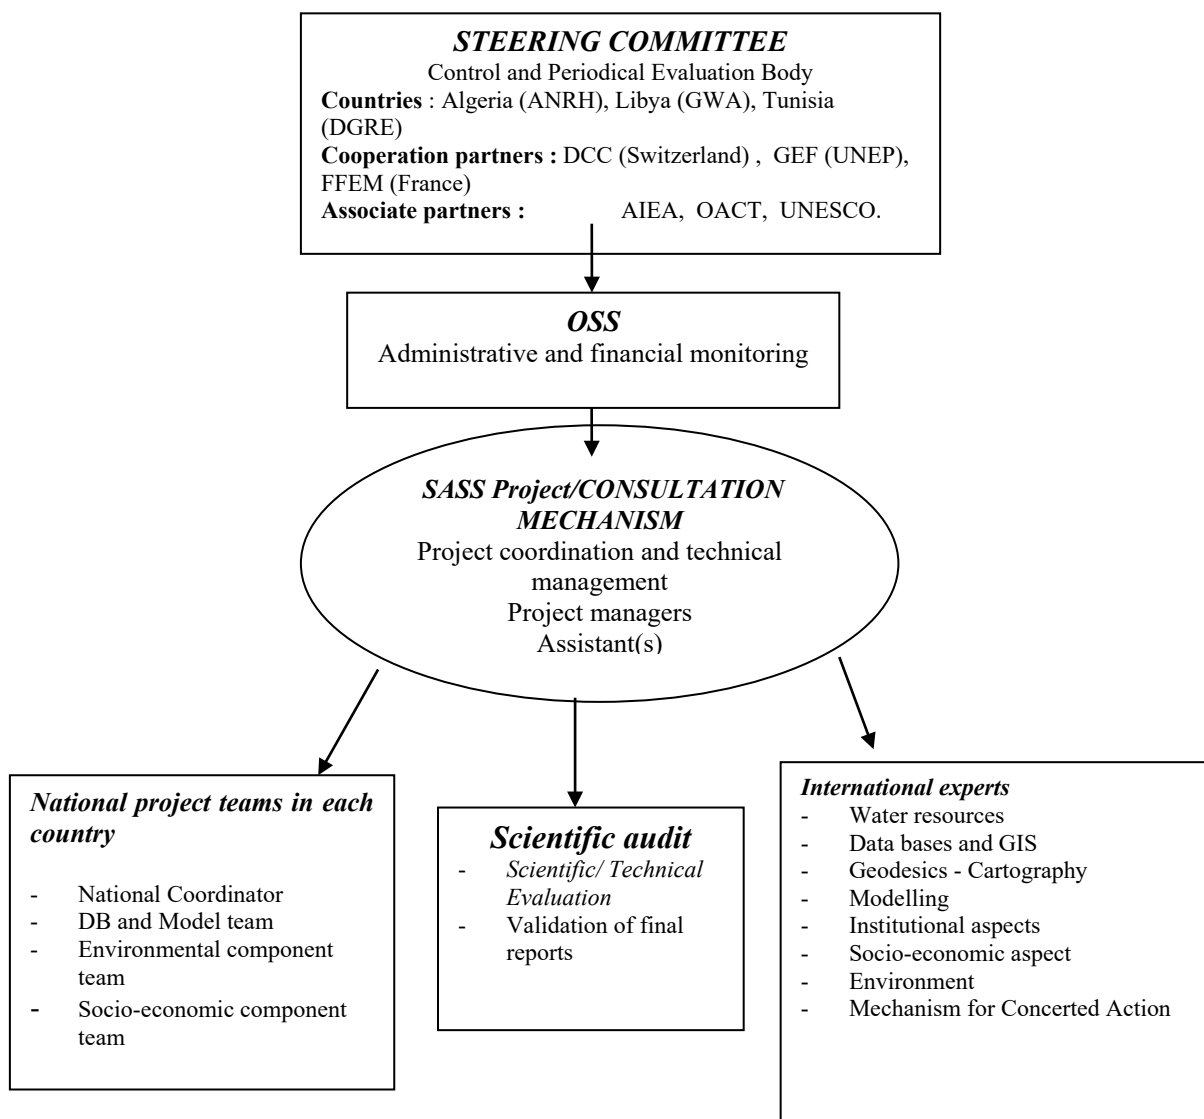 STEERING COMMITTEE
Control and Periodical Evaluation Body
Countries : Algeria (ANRH), Libya (GWA), Tunisia
(DGRE)
Cooperation partners : DCC (Switzerland) , GEF (UNEP),
FFEM (France)
Associate partners : AIEA, OACT, UNESCO.
OSS
Administrative and financial monitoring
SASS Project/CONSULTATION
MECHANISM
Project coordination and technical
management
Project managers
Assistant(s)
National project teams in each
country
- National Coordinator
- DB and Model team
- Environmental component
team
- Socio-economic component
team
Scientific audit
- Scientific/ Technical
Evaluation
- Validation of final
reports
International experts
- Water resources
- Data bases and GIS
- Geodesics - Cartography
- Modelling
- Institutional aspects
- Socio-economic aspect
- Environment
- Mechanism for Concerted Action